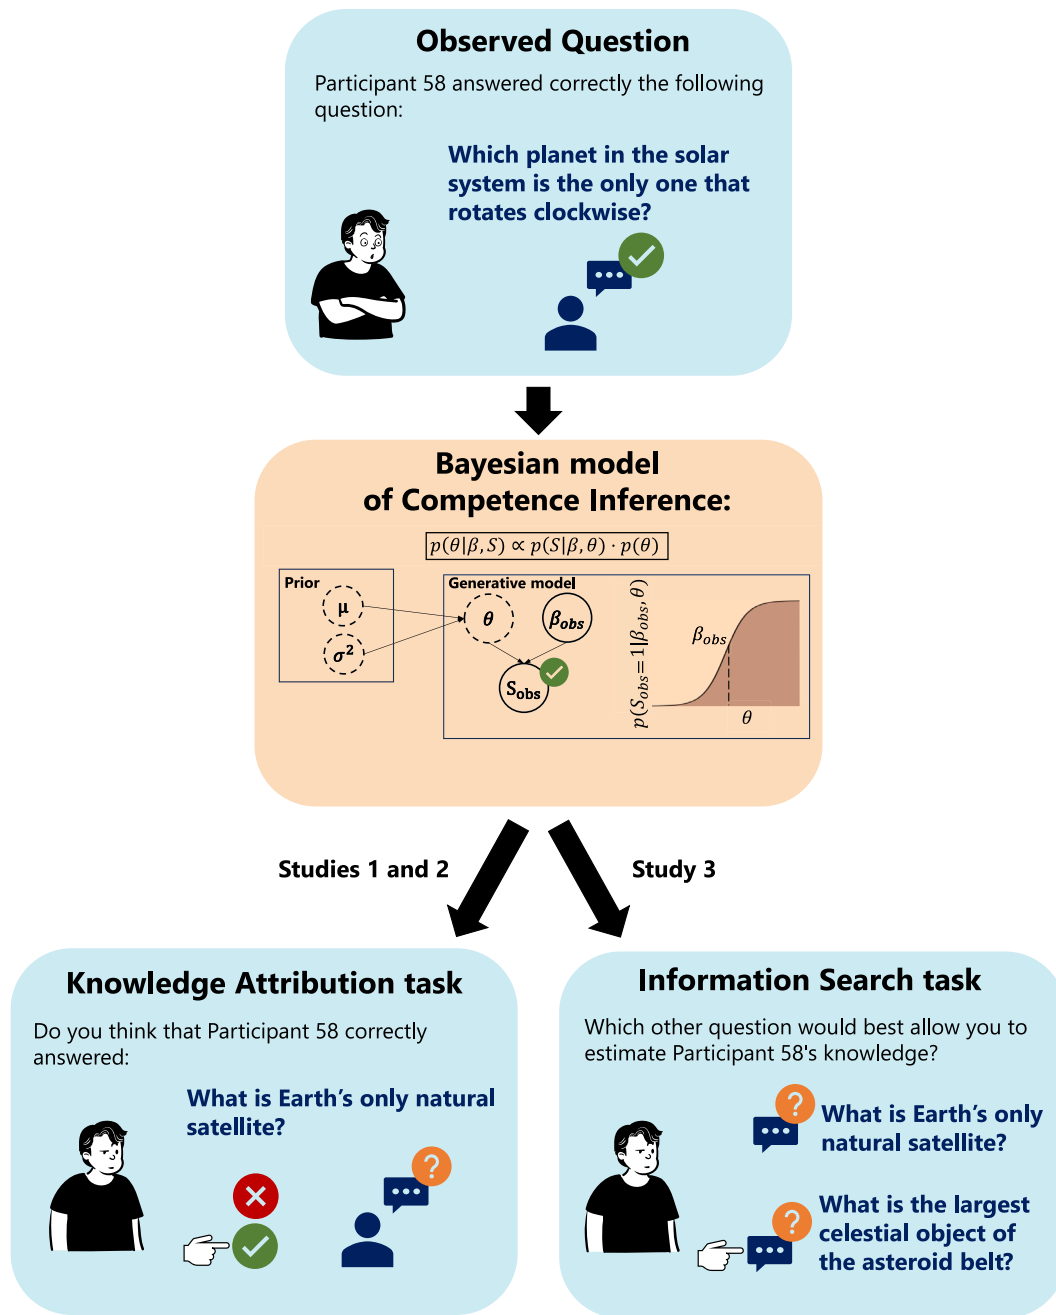 Observed Question
Participant 58 answered correctly the following
question:
Which planet in the solar
system is the only one that
rotates clockwise?
Bayesian model
of Competence Inference:
p(θ|β, S) ∝ p(S|β, θ) · p(θ)
Prior
μ
σ²
Generative model
θ
β_obs
S_obs
p(S_obs = 1|β_obs, θ)
β_obs
θ
Studies 1 and 2
Study 3
Knowledge Attribution task
Do you think that Participant 58 correctly
answered:
What is Earth's only natural
satellite?
?
Information Search task
Which other question would best allow you to
estimate Participant 58's knowledge?
?
What is Earth's only
natural satellite?
?
What is the largest
celestial object of
the asteroid belt?